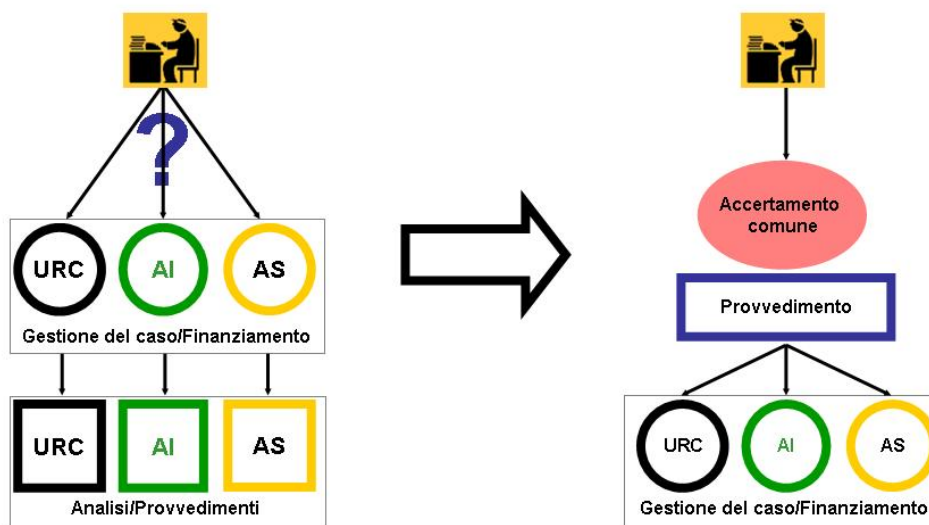 ?
URC AI AS
Gestione del caso/Finanziamento
URC AI AS
Analisi/Provvedimenti
Accertamento
comune
Provvedimento
URC AI AS
Gestione del caso/Finanziamento